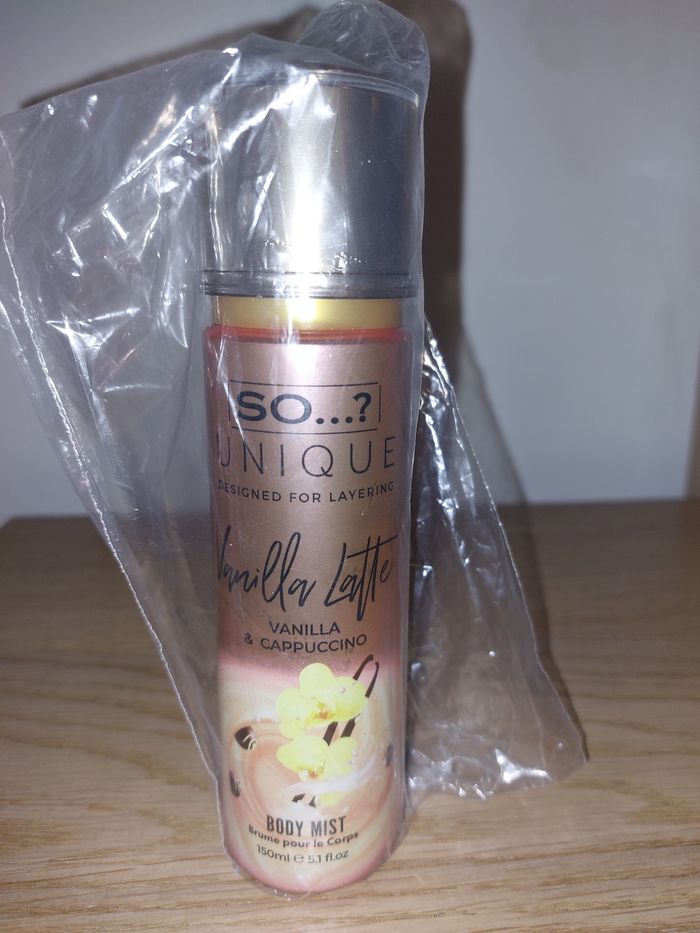 SO...?
UNIQUE
DESIGNED FOR LAYERING
Vanilla Latte
VANILLA
& CAPPUCCINO
BODY MIST
Brume pour le Corps
150ml e 5.1 fl.oz